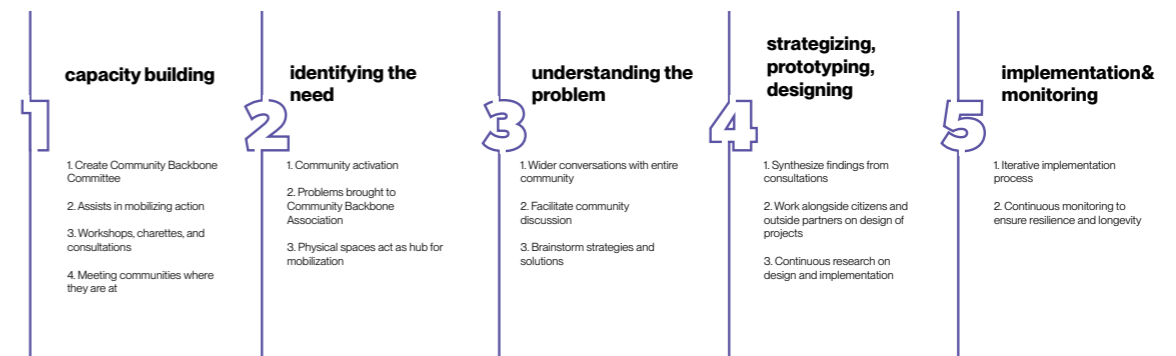 1
capacity building
1. Create Community Backbone
Committee
2. Assists in mobilizing action
3. Workshops, charettes, and
consultations
4. Meeting communities where
they are at
2
identifying the
need
1. Community activation
2. Problems brought to
Community Backbone
Association
3. Physical spaces act as hub for
mobilization
3
understanding the
problem
1. Wider conversations with entire
community
2. Facilitate community
discussion
3. Brainstorm strategies and
solutions
4
strategizing,
prototyping,
designing
1. Synthesize findings from
consultations
2. Work alongside citizens and
outside partners on design of
projects
3. Continuous research on
design and implementation
5
implementation&
monitoring
1. Iterative implementation
process
2. Continuous monitoring to
ensure resilience and longevity